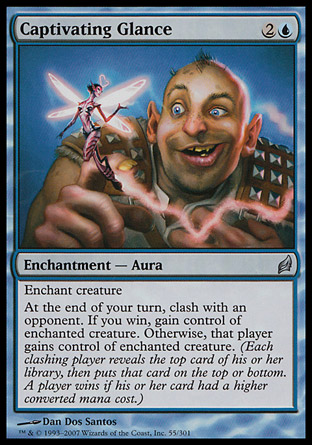 Captivating Glance 2
Enchantment — Aura
Enchant creature
At the end of your turn, clash with an
opponent. If you win, gain control of
enchanted creature. Otherwise, that player
gains control of enchanted creature. (Each
clashing player reveals the top card of his or her
library, then puts that card on the top or bottom.
A player wins if his or her card had a higher
converted mana cost.)
Dan Dos Santos
™ & © 1993–2007 Wizards of the Coast, Inc. 55/301